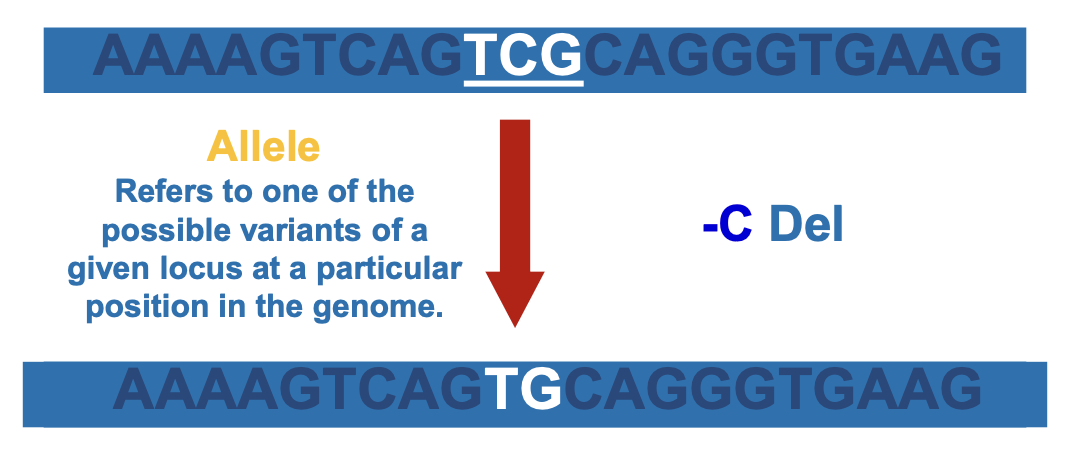 AAAAGTCAGTCGCAGGGTGAAG
Allele
Refers to one of the
possible variants of a
given locus at a particular
position in the genome.
-C Del
AAAAGTCAGTGCAGGGTGAAG